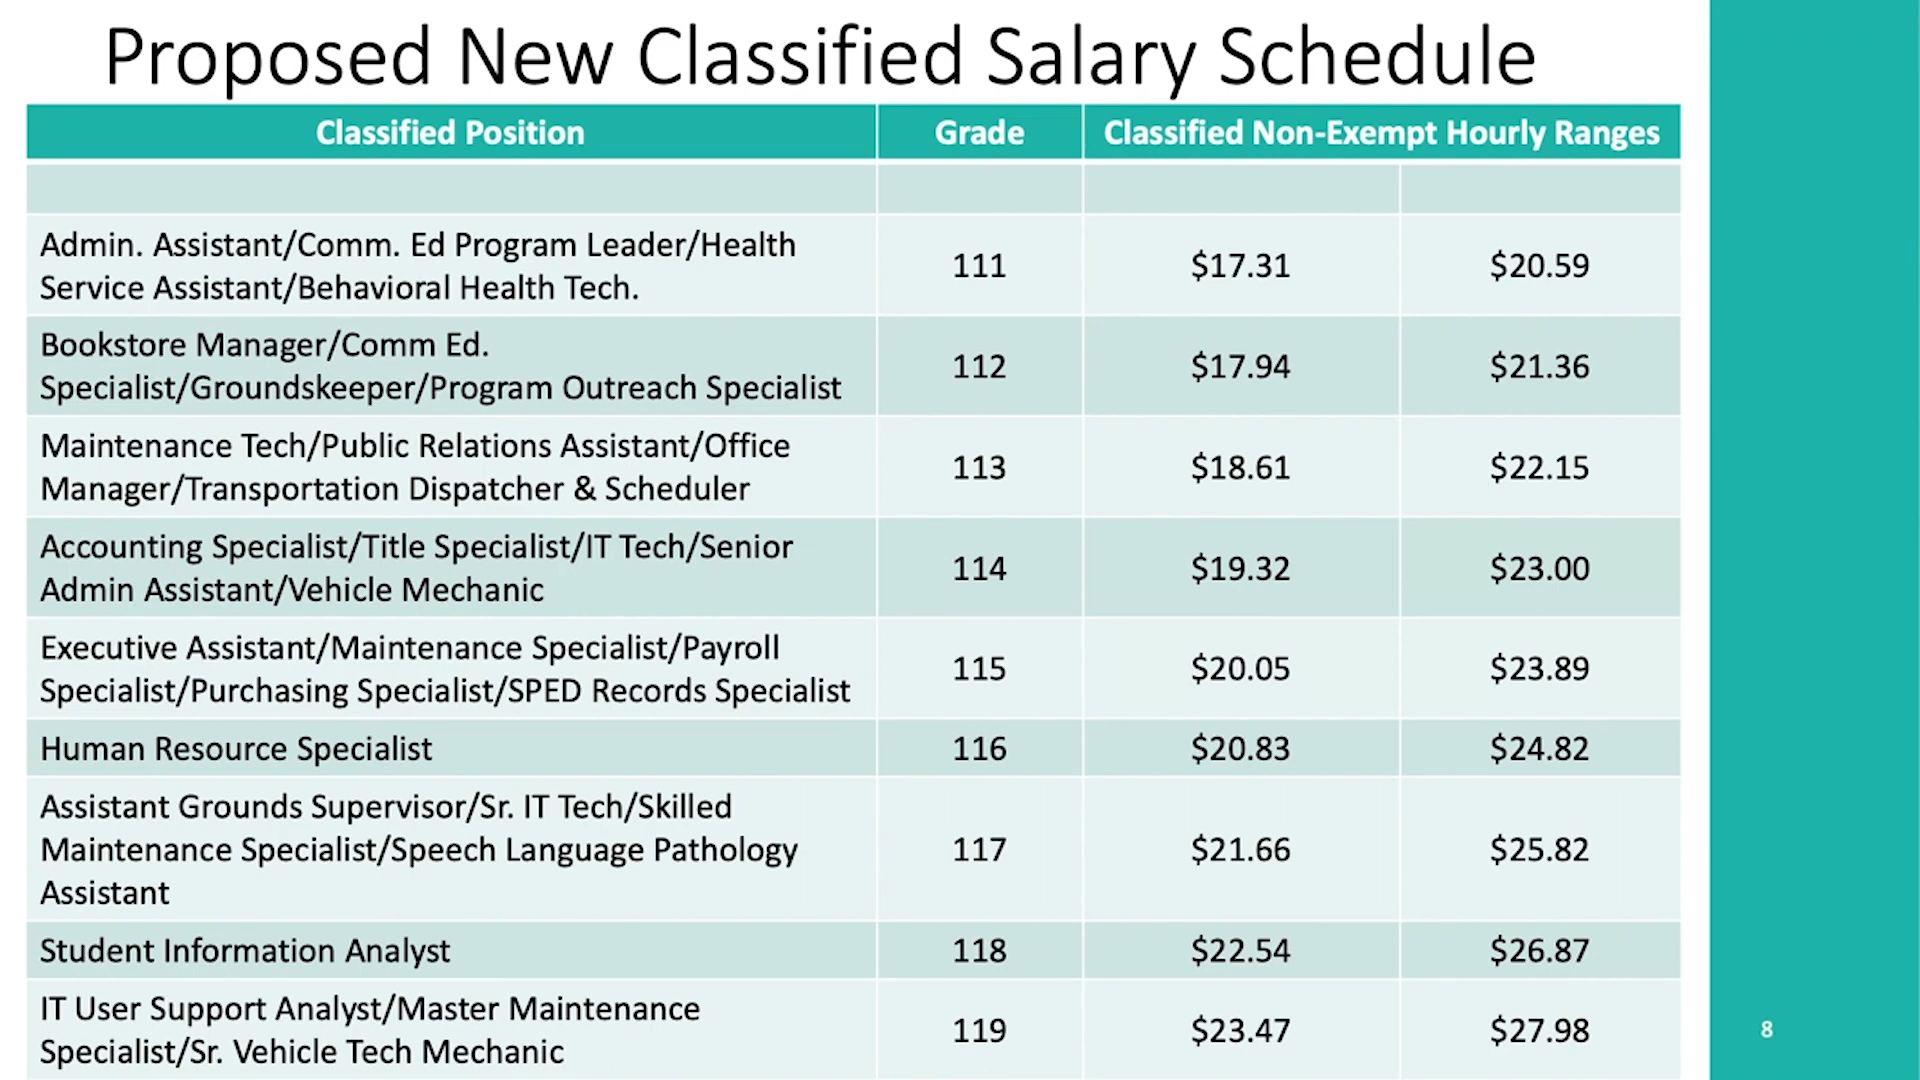 Proposed New Classified Salary Schedule
Classified Position Grade Classified Non-Exempt Hourly Ranges
Admin. Assistant/Comm. Ed Program Leader/Health
Service Assistant/Behavioral Health Tech.
111 $17.31 $20.59
Bookstore Manager/Comm Ed.
Specialist/Groundskeeper/Program Outreach Specialist
112 $17.94 $21.36
Maintenance Tech/Public Relations Assistant/Office
Manager/Transportation Dispatcher & Scheduler
113 $18.61 $22.15
Accounting Specialist/Title Specialist/IT Tech/Senior
Admin Assistant/Vehicle Mechanic
114 $19.32 $23.00
Executive Assistant/Maintenance Specialist/Payroll
Specialist/Purchasing Specialist/SPED Records Specialist
115 $20.05 $23.89
Human Resource Specialist 116 $20.83 $24.82
Assistant Grounds Supervisor/Sr. IT Tech/Skilled
Maintenance Specialist/Speech Language Pathology
Assistant
117 $21.66 $25.82
Student Information Analyst 118 $22.54 $26.87
IT User Support Analyst/Master Maintenance
Specialist/Sr. Vehicle Tech Mechanic
119 $23.47 $27.98
8